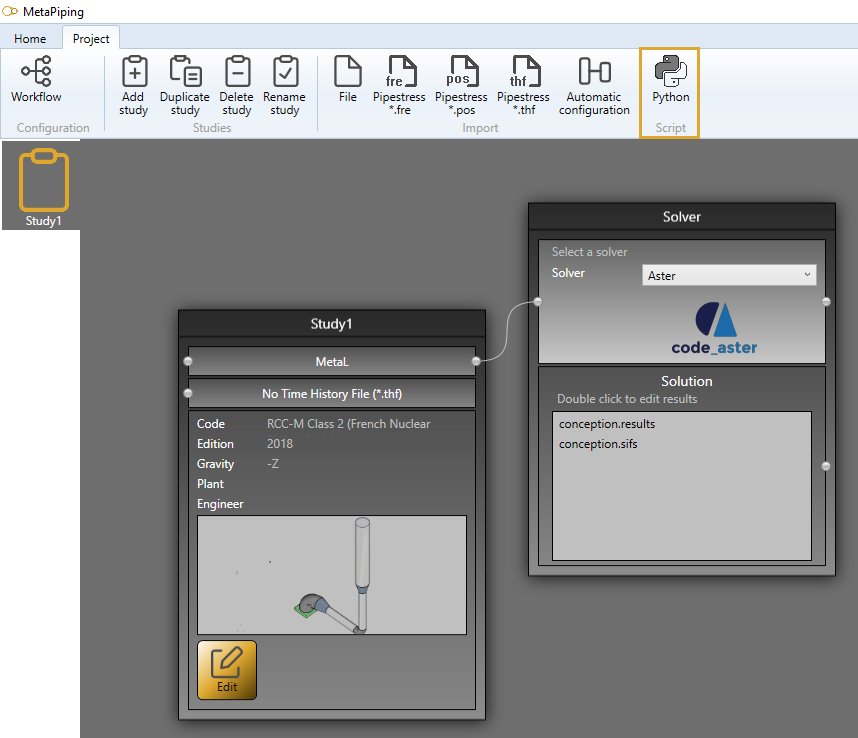 MetaPiping
Home
Project
Workflow
Add
study
Duplicate
study
Delete
study
Rename
study
fre
pos
thf
File
Pipestress
*.fre
Pipestress
*.pos
Pipestress
*.thf
Automatic
configuration
Python
Configuration
Studies
Import
Script
Study1
Solver
Select a solver
Solver
Aster
code_aster
Solution
Double click to edit results
conception.results
conception.sifs
Study1
MetaL
No Time History File (*.thf)
Code RCC-M Class 2 (French Nuclear
Edition 2018
Gravity -Z
Plant
Engineer
Edit